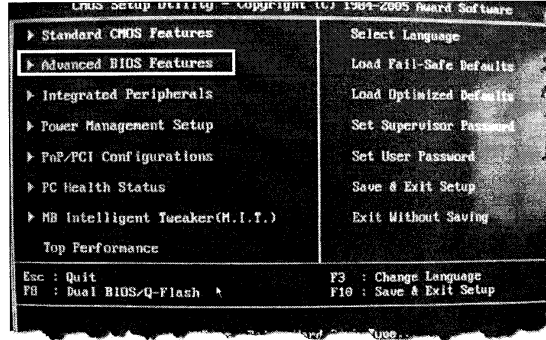 CMOS Setup Utility - Copyright (C) 1984-2005 Award Software
Standard CMOS Features
Advanced BIOS Features
Integrated Peripherals
Power Management Setup
PnP/PCI Configurations
PC Health Status
MB Intelligent Tweaker(M.I.T.)
Top Performance
Select Language
Load Fail-Safe Defaults
Load Optimized Defaults
Set Supervisor Password
Set User Password
Save & Exit Setup
Exit Without Saving
Esc : Quit
F8 : Dual BIOS/Q-Flash
F3 : Change Language
F10 : Save & Exit Setup